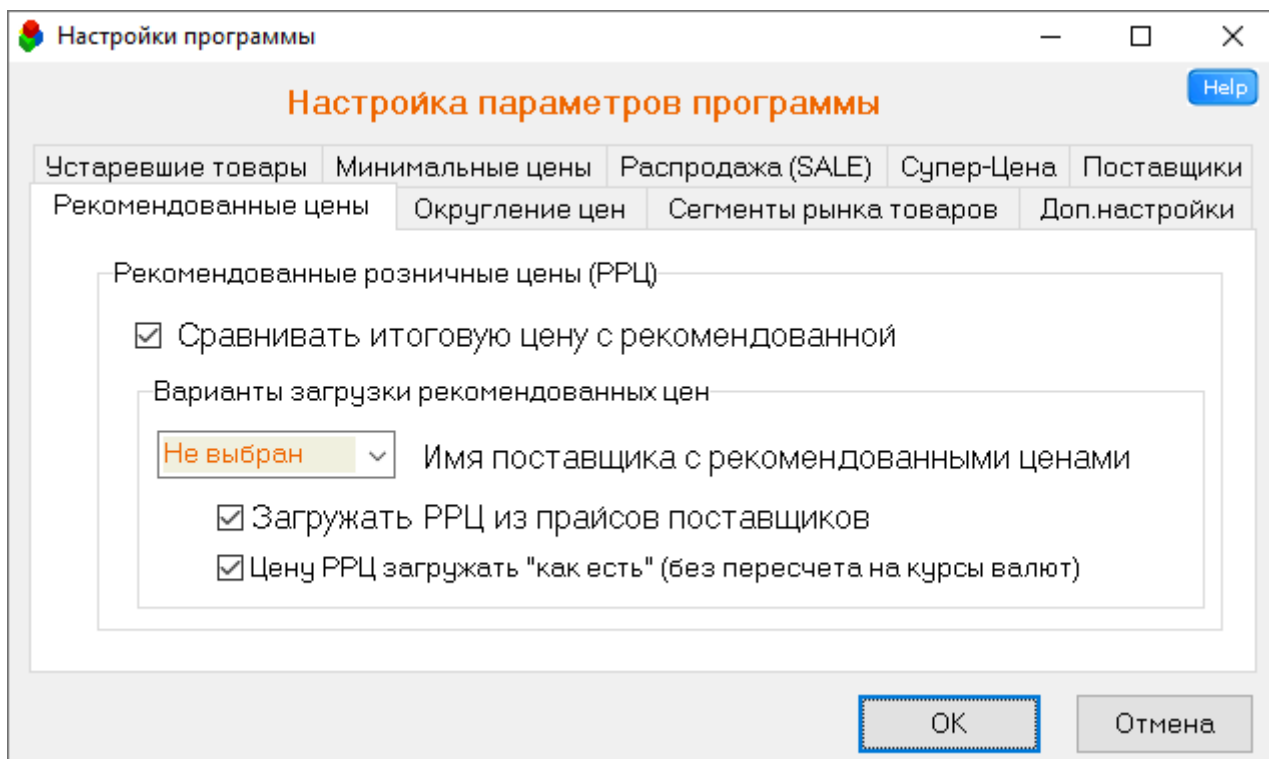 Настройки программы
Настройка параметров программы
Help
Устаревшие товары Минимальные цены Распродажа (SALE) Супер-Цена Поставщики
Рекомендованные цены Округление цен Сегменты рынка товаров Доп.настройки
Рекомендованные розничные цены (РРЦ)
Сравнивать итоговую цену с рекомендованной
Варианты загрузки рекомендованных цен
Не выбран Имя поставщика с рекомендованными ценами
Загружать РРЦ из прайсов поставщиков
Цену РРЦ загружать "как есть" (без пересчета на курсы валют)
OK Отмена